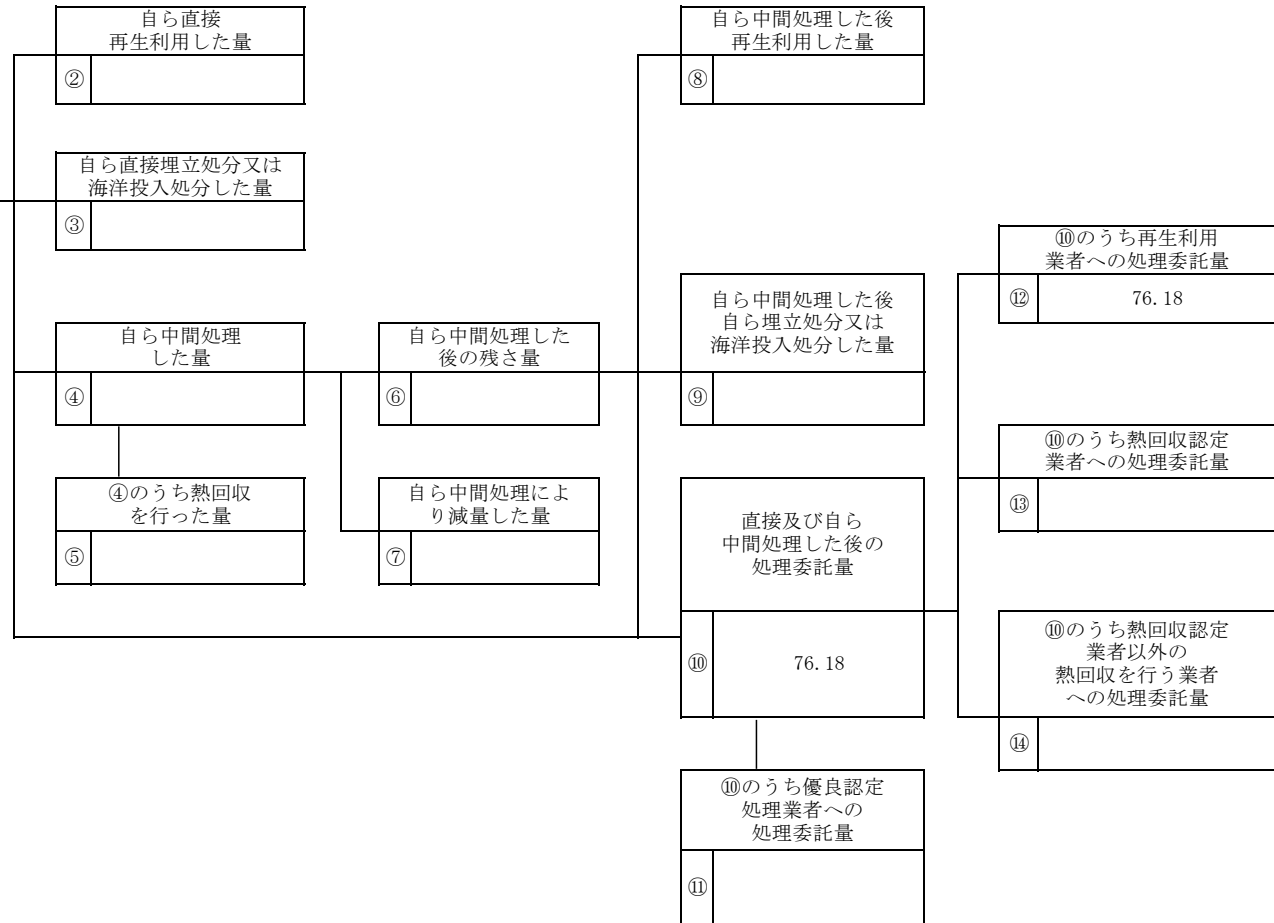 自ら直接
再生利用した量
②
自ら直接埋立処分又は
海洋投入処分した量
③
自ら中間処理
した量
④
④のうち熱回収
を行った量
⑤
自ら中間処理した
後の残さ量
⑥
自ら中間処理によ
り減量した量
⑦
自ら中間処理した後
再生利用した量
⑧
自ら中間処理した後
自ら埋立処分又は
海洋投入処分した量
⑨
直接及び自ら
中間処理した後の
処理委託量
⑩ 76.18
⑩のうち優良認定
処理業者への
処理委託量
⑪
⑩のうち再生利用
業者への処理委託量
⑫ 76.18
⑩のうち熱回収認定
業者への処理委託量
⑬
⑩のうち熱回収認定
業者以外の
熱回収を行う業者
への処理委託量
⑭